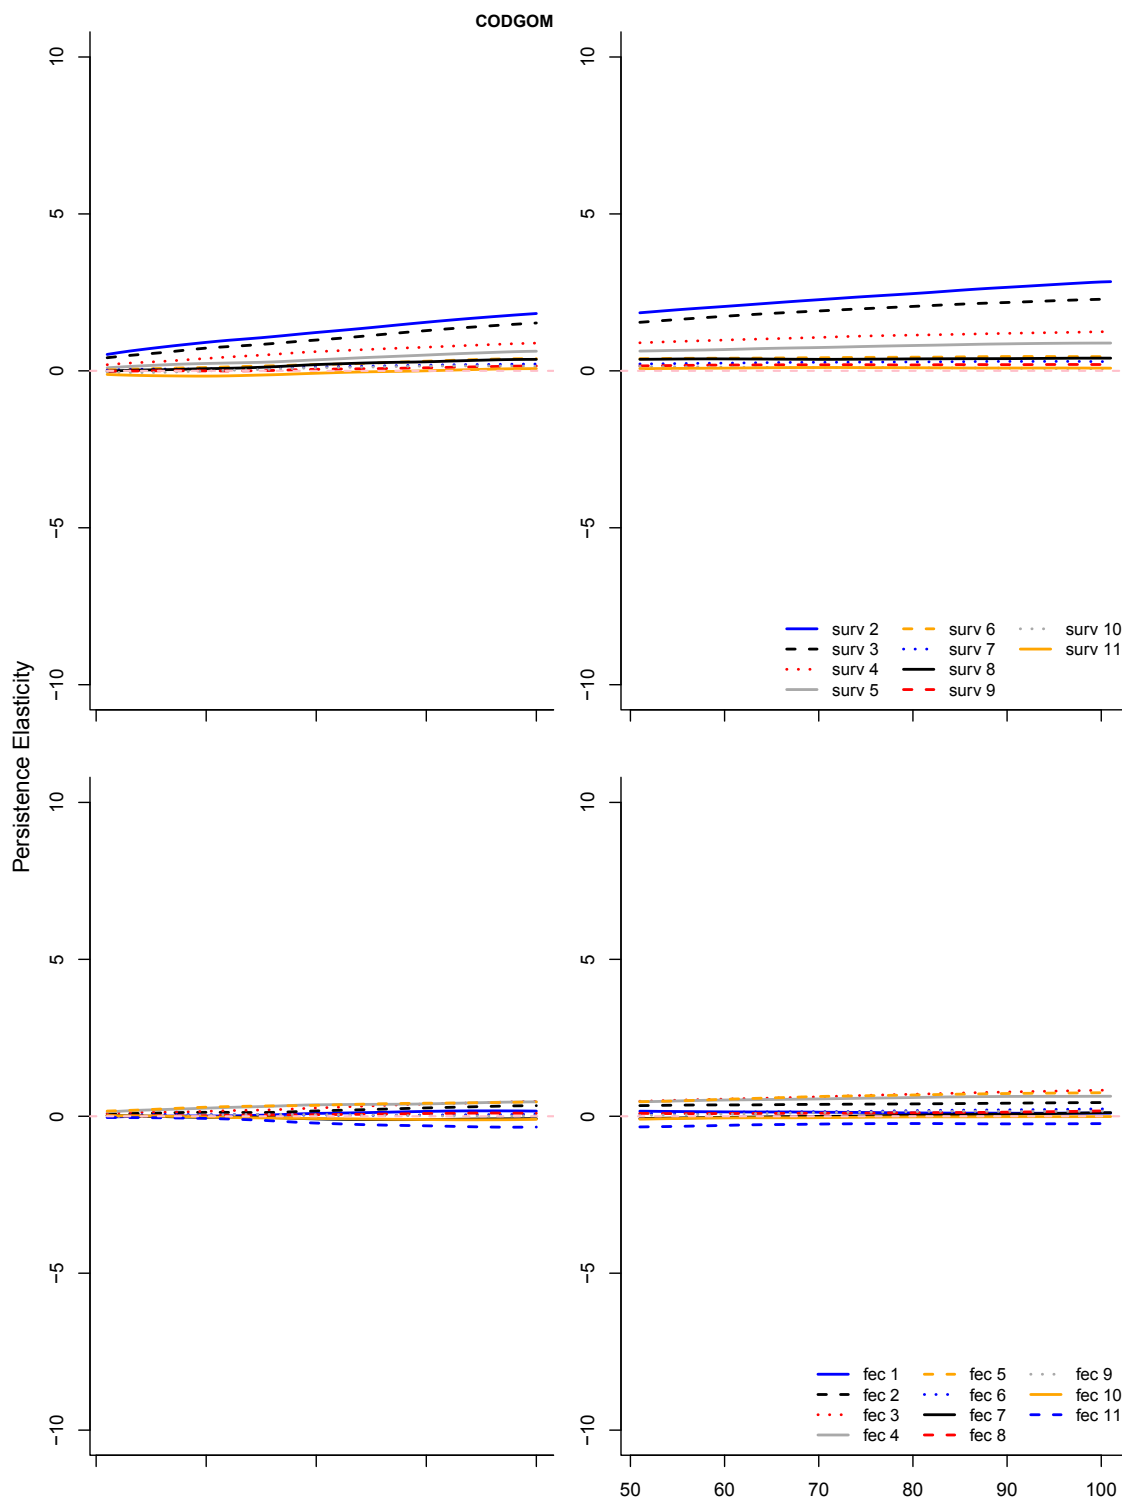 CODGOM
10
5
0
−5
−10
10
5
0
−5
−10
surv 2 surv 6 surv 10
surv 3 surv 7 surv 11
surv 4 surv 8
surv 5 surv 9
Persistence Elasticity
10
5
0
−5
−10
10
5
0
−5
−10
fec 1 fec 5 fec 9
fec 2 fec 6 fec 10
fec 3 fec 7 fec 11
fec 4 fec 8
50 60 70 80 90 100